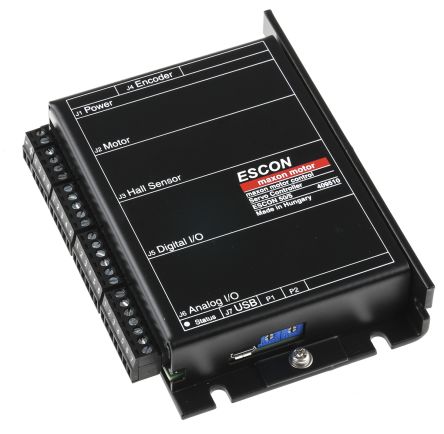 J4 Encoder
J1 Power
J2 Motor
J3 Hall Sensor
ESCON
maxon motor
maxon motor control
Servo Controller
ESCON 50/5 409510
Made in Hungary
J5 Digital I/O
J6 Analog I/O
Status J7 USB P1 P2